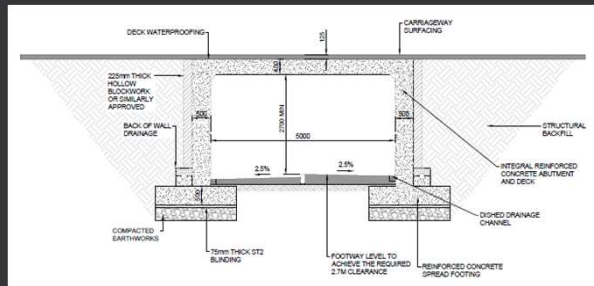 DECK WATERPROOFING
125
CARRIAGEWAY
SURFACING
225mm THICK
HOLLOW
BLOCKWORK
OR SIMILARLY
APPROVED
BACK OF WALL
DRAINAGE
500
2700 MIN
500
5000
STRUCTURAL
BACKFILL
INTEGRAL REINFORCED
CONCRETE ABUTMENT
AND DECK
2.5%
2.5%
DISHED DRAINAGE
CHANNEL
COMPACTED
EARTHWORKS
75mm THICK ST2
BLINDING
FOOTWAY LEVEL TO
ACHIEVE THE REQUIRED
2.7M CLEARANCE
REINFORCED CONCRETE
SPREAD FOOTING